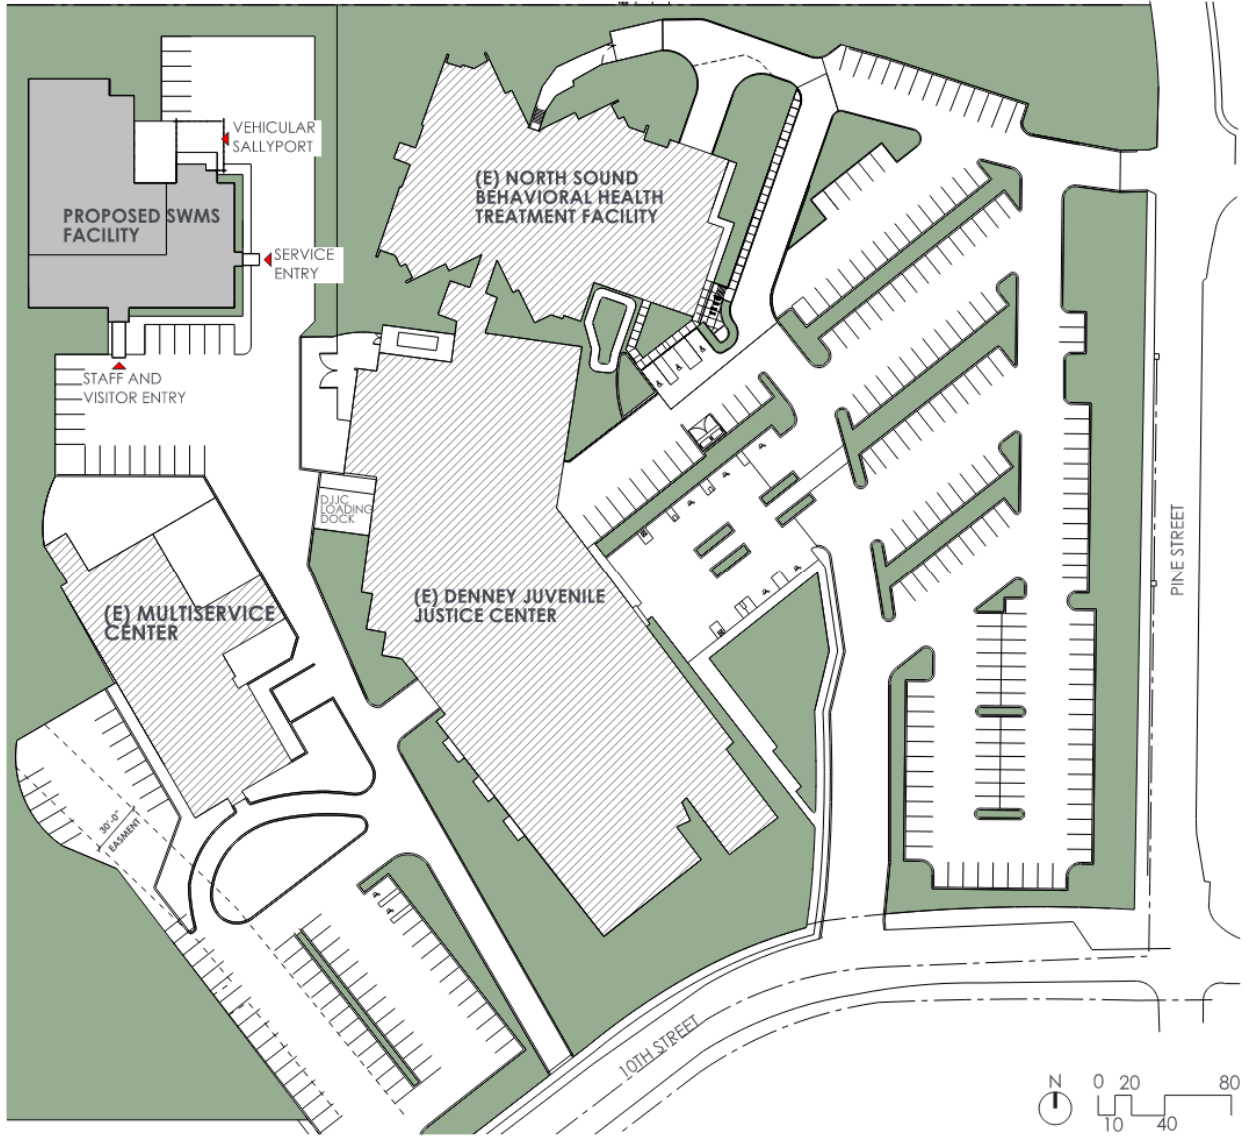 VEHICULAR
SALLYPORT
(E) NORTH SOUND
BEHAVIORAL HEALTH
TREATMENT FACILITY
PROPOSED SWMS
FACILITY
SERVICE
ENTRY
STAFF AND
VISITOR ENTRY
DJJC
LOADING
DOCK
PINE STREET
(E) MULTISERVICE
CENTER
(E) DENNEY JUVENILE
JUSTICE CENTER
30'-0"
EASMENT
10TH STREET
N
0 20 80
10 40